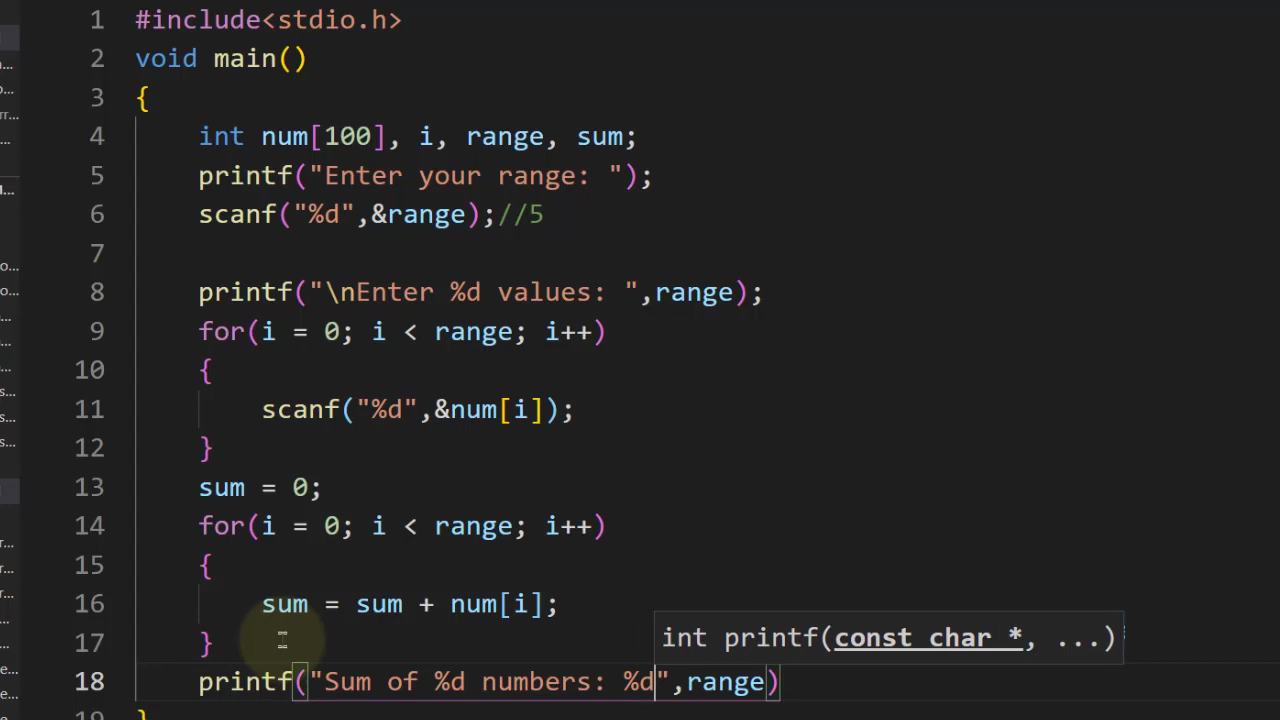 1 #include<stdio.h>
2 void main()
3 {
4 int num[100], i, range, sum;
5 printf("Enter your range: ");
6 scanf("%d",&range);//5
7
8 printf("\nEnter %d values: ",range);
9 for(i = 0; i < range; i++)
10 {
11 scanf("%d",&num[i]);
12 }
13 sum = 0;
14 for(i = 0; i < range; i++)
15 {
16 sum = sum + num[i];
17 }
int printf(const char *, ...)
18 printf("Sum of %d numbers: %d",range)
19 }